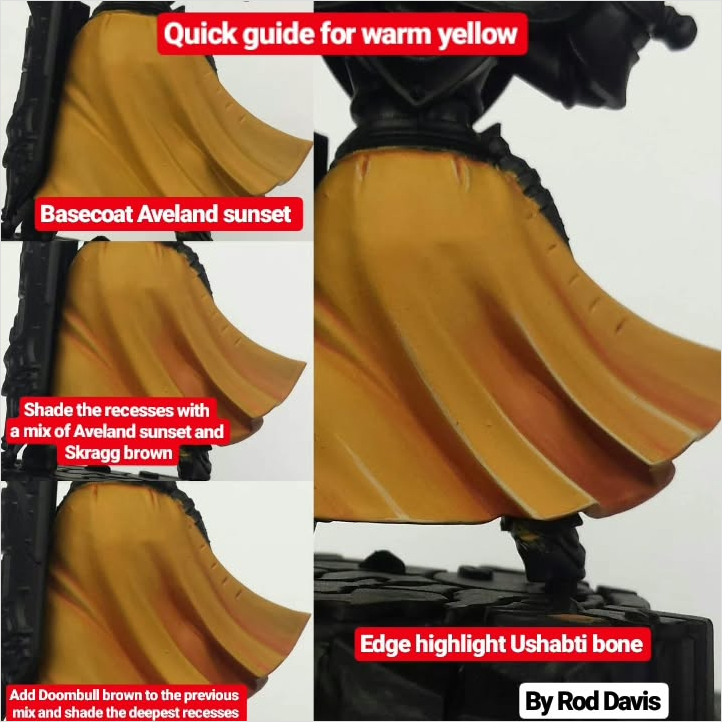 Quick guide for warm yellow
Basecoat Aveland sunset
Shade the recesses with
a mix of Aveland sunset and
Skragg brown
Add Doombull brown to the previous
mix and shade the deepest recesses
Edge highlight Ushabti bone
By Rod Davis